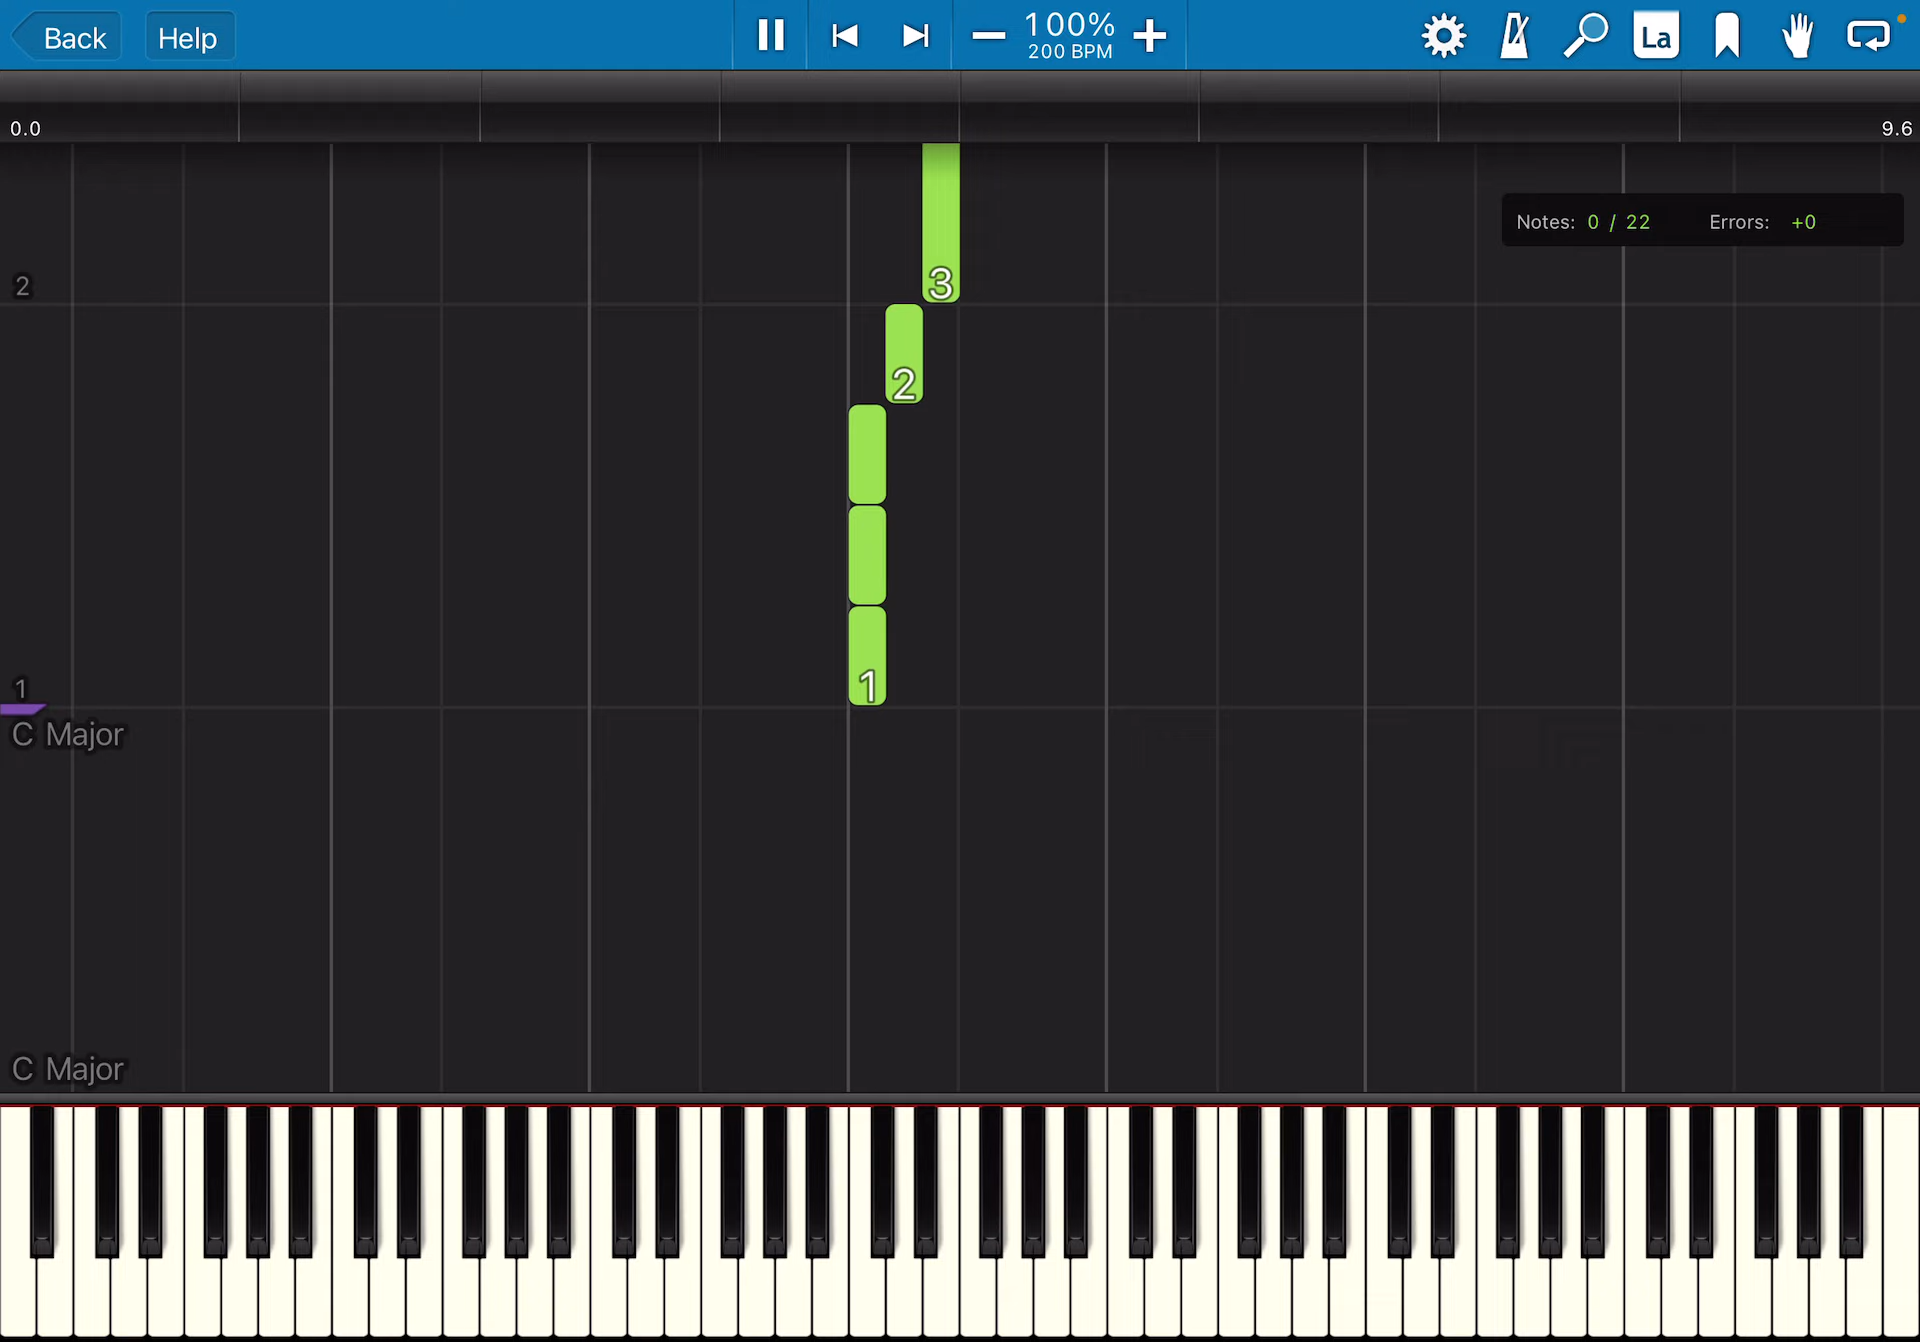 Back Help 100% La
200 BPM
0.0 9.6
Notes: 0 / 22 Errors: +0
3
2
2
1
1
C Major
C Major